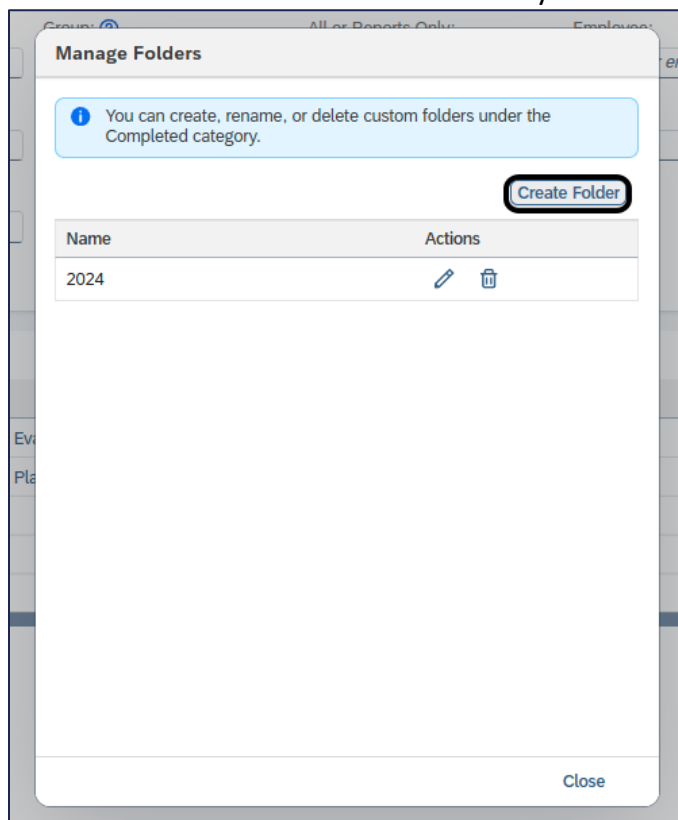 Group: All or Reports Only: Employee:
Manage Folders
You can create, rename, or delete custom folders under the
Completed category.
Create Folder
Name Actions
2024
Eva
Pla
Close